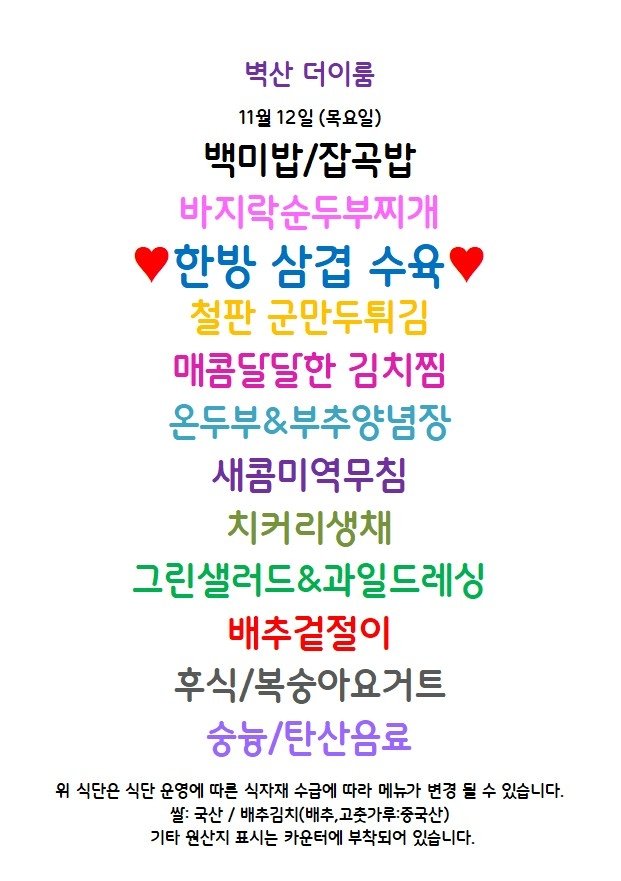 벽산 더이룸
11월 12일 (목요일)
백미밥/잡곡밥
바지락순두부찌개
♥한방 삼겹 수육♥
철판 군만두튀김
매콤달달한 김치찜
온두부&부추양념장
새콤미역무침
치커리생채
그린샐러드&과일드레싱
배추겉절이
후식/복숭아요거트
숭늉/탄산음료
위 식단은 식단 운영에 따른 식자재 수급에 따라 메뉴가 변경 될 수 있습니다.
쌀: 국산 / 배추김치(배추,고춧가루:중국산)
기타 원산지 표시는 카운터에 부착되어 있습니다.